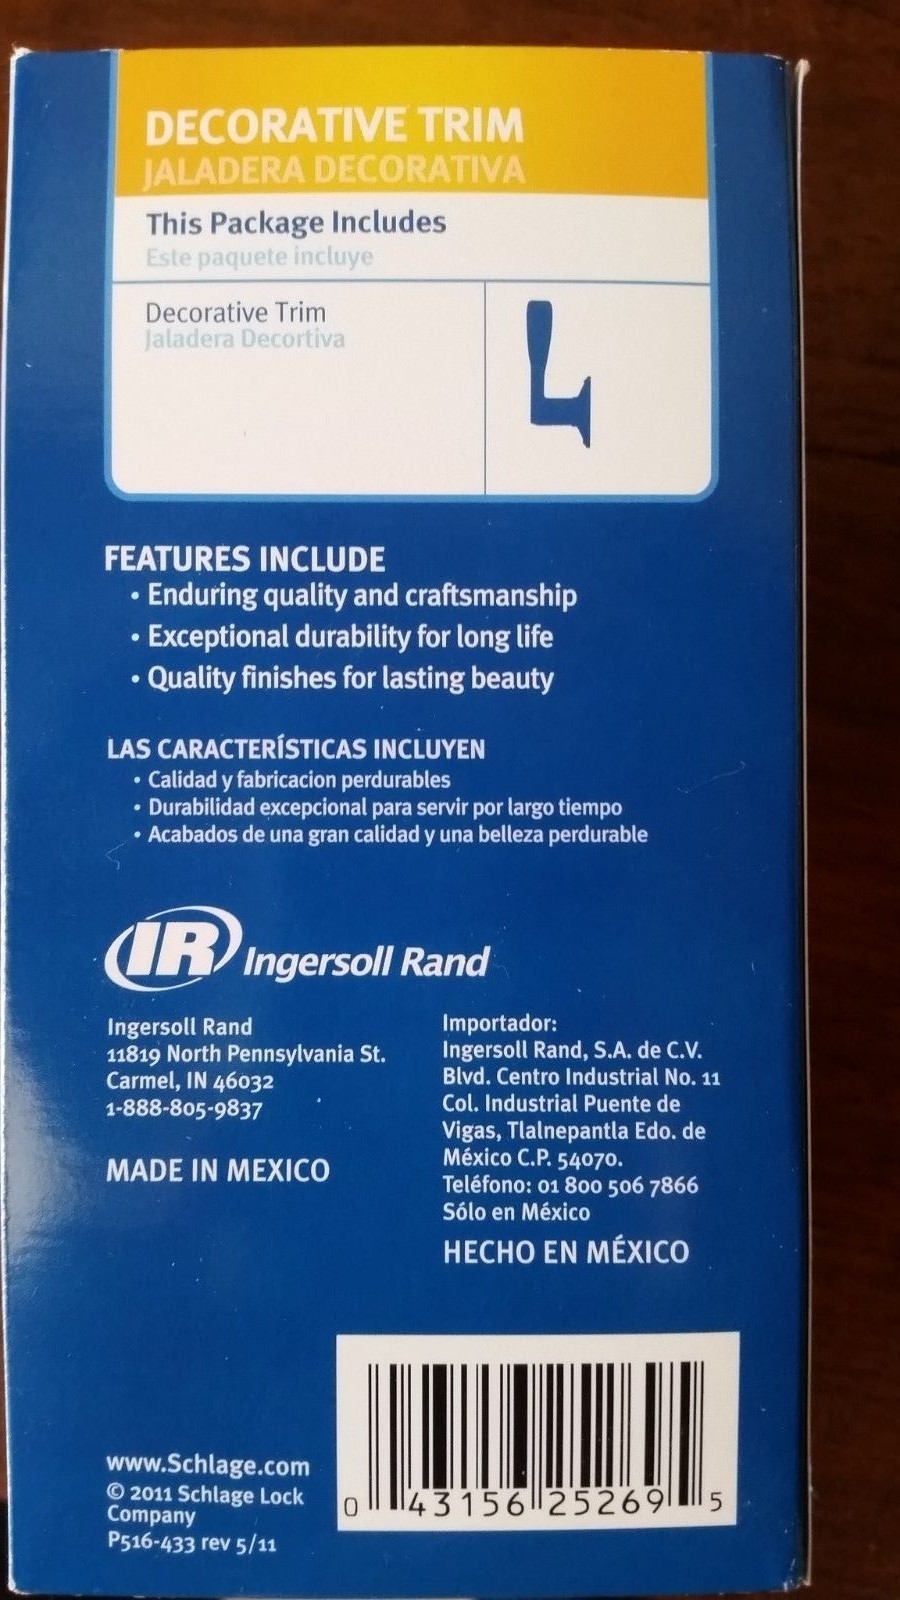 DECORATIVE TRIM
JALADERA DECORATIVA
This Package Includes
Este paquete incluye
Decorative Trim
Jaladera Decortiva
FEATURES INCLUDE
• Enduring quality and craftsmanship
• Exceptional durability for long life
• Quality finishes for lasting beauty
LAS CARACTERÍSTICAS INCLUYEN
• Calidad y fabricacion perdurables
• Durabilidad excepcional para servir por largo tiempo
• Acabados de una gran calidad y una belleza perdurable
IR Ingersoll Rand
Ingersoll Rand
11819 North Pennsylvania St.
Carmel, IN 46032
1-888-805-9837
MADE IN MEXICO
Importador:
Ingersoll Rand, S.A. de C.V.
Blvd. Centro Industrial No. 11
Col. Industrial Puente de
Vigas, Tlalnepantla Edo. de
México C.P. 54070.
Teléfono: 01 800 506 7866
Sólo en México
HECHO EN MÉXICO
www.Schlage.com
© 2011 Schlage Lock
Company
P516-433 rev 5/11
0 43156 25269 5